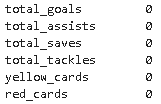 total_goals 0
total_assists 0
total_saves 0
total_tackles 0
yellow_cards 0
red_cards 0